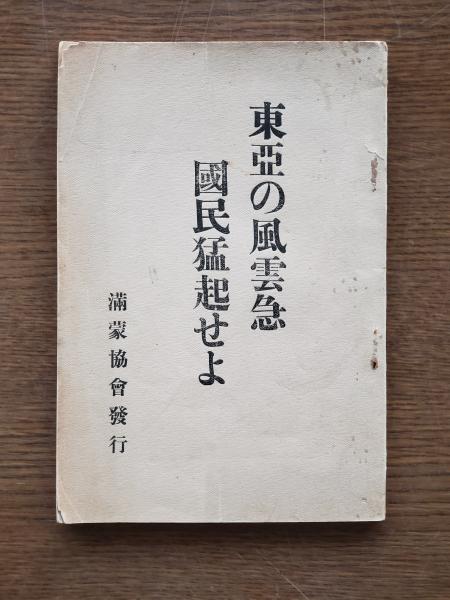 東亞の風雲急
國民猛起せよ
滿蒙協會發行